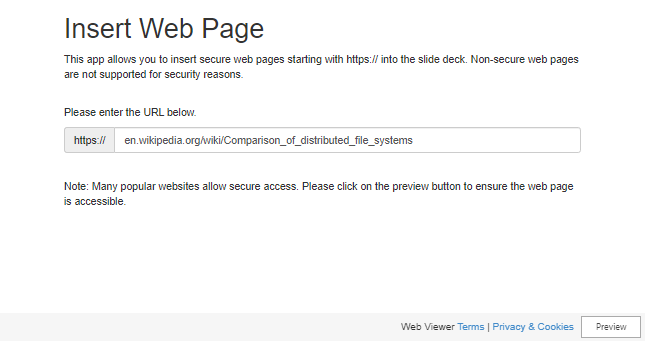 Insert Web Page
This app allows you to insert secure web pages starting with https:// into the slide deck. Non-secure web pages
are not supported for security reasons.
Please enter the URL below.
https:// en.wikipedia.org/wiki/Comparison_of_distributed_file_systems
Note: Many popular websites allow secure access. Please click on the preview button to ensure the web page
is accessible.
Web Viewer Terms | Privacy & Cookies Preview